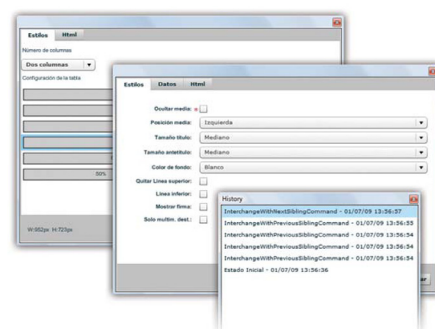 Estilos Html
Número de columnas
Dos columnas
Configuración de la tabla
50%
W:952px H:723px
Estilos Datos Html
Ocultar media:
Posición media: Izquierda
Tamaño título: Mediano
Tamaño antetítulo: Mediano
Color de fondo: Blanco
Quitar Línea superior:
Línea inferior:
Mostrar firma:
Solo multim. dest.:
History
InterchangeWithNextSiblingCommand - 01/07/09 13:56:57
InterchangeWithPreviousSiblingCommand - 01/07/09 13:56:55
InterchangeWithPreviousSiblingCommand - 01/07/09 13:56:54
InterchangeWithPreviousSiblingCommand - 01/07/09 13:56:54
InterchangeWithPreviousSiblingCommand - 01/07/09 13:56:54
Estado Inicial - 01/07/09 13:56:36
ar